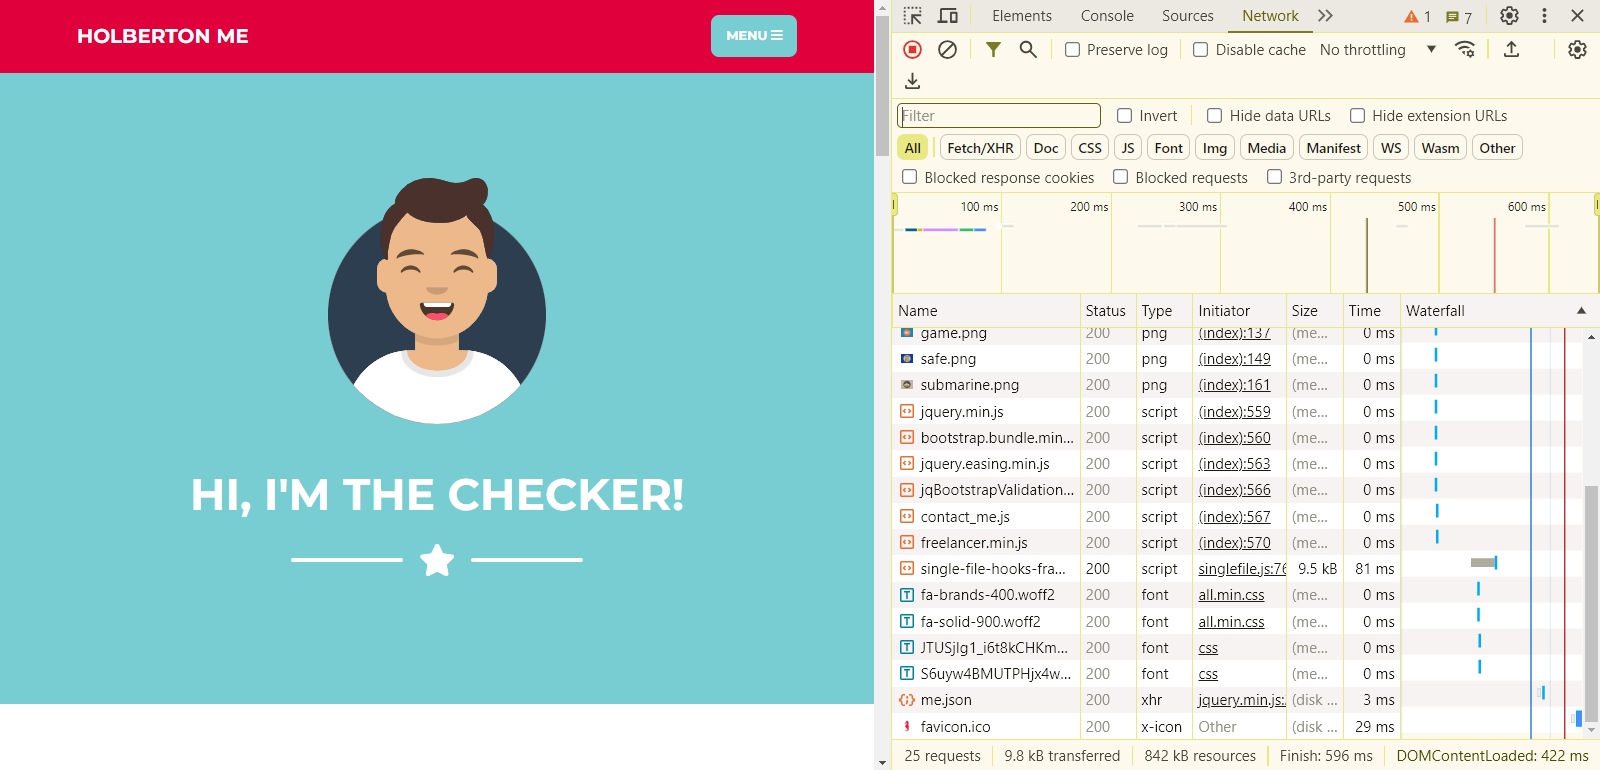 HOLBERTON ME
MENU
HI, I'M THE CHECKER!
Elements Console Sources Network 1 7
Preserve log Disable cache No throttling
Filter Invert Hide data URLs Hide extension URLs
All Fetch/XHR Doc CSS JS Font Img Media Manifest WS Wasm Other
Blocked response cookies Blocked requests 3rd-party requests
100 ms 200 ms 300 ms 400 ms 500 ms 600 ms
Name Status Type Initiator Size Time Waterfall
game.png 200 png (index):137 (me... 0 ms
safe.png 200 png (index):149 (me... 0 ms
submarine.png 200 png (index):161 (me... 0 ms
jquery.min.js 200 script (index):559 (me... 0 ms
bootstrap.bundle.min... 200 script (index):560 (me... 0 ms
jquery.easing.min.js 200 script (index):563 (me... 0 ms
jqBootstrapValidation... 200 script (index):566 (me... 0 ms
contact_me.js 200 script (index):567 (me... 0 ms
freelancer.min.js 200 script (index):570 (me... 0 ms
single-file-hooks-fra... 200 script singlefile.js:76 9.5 kB 81 ms
fa-brands-400.woff2 200 font all.min.css (me... 0 ms
fa-solid-900.woff2 200 font all.min.css (me... 0 ms
JTUSjIg1_i6t8kCHKm... 200 font css (me... 0 ms
S6uyw4BMUTPHjx4w... 200 font css (me... 0 ms
me.json 200 xhr jquery.min.js: (disk ... 3 ms
favicon.ico 200 x-icon Other (disk ... 29 ms
25 requests 9.8 kB transferred 842 kB resources Finish: 596 ms DOMContentLoaded: 422 ms